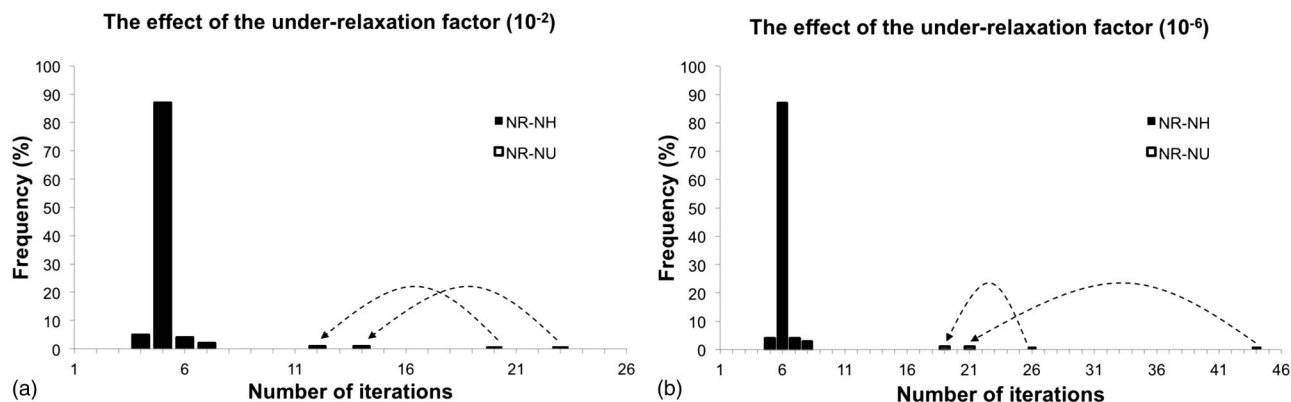 The effect of the under-relaxation factor (10⁻²)
100
90
80
70
60
50
40
30
20
10
0
Frequency (%)
NR-NH
NR-NU
1 6 11 16 21 26
Number of iterations
(a)
The effect of the under-relaxation factor (10⁻⁶)
100
90
80
70
60
50
40
30
20
10
0
Frequency (%)
NR-NH
NR-NU
1 6 11 16 21 26 31 36 41 46
Number of iterations
(b)